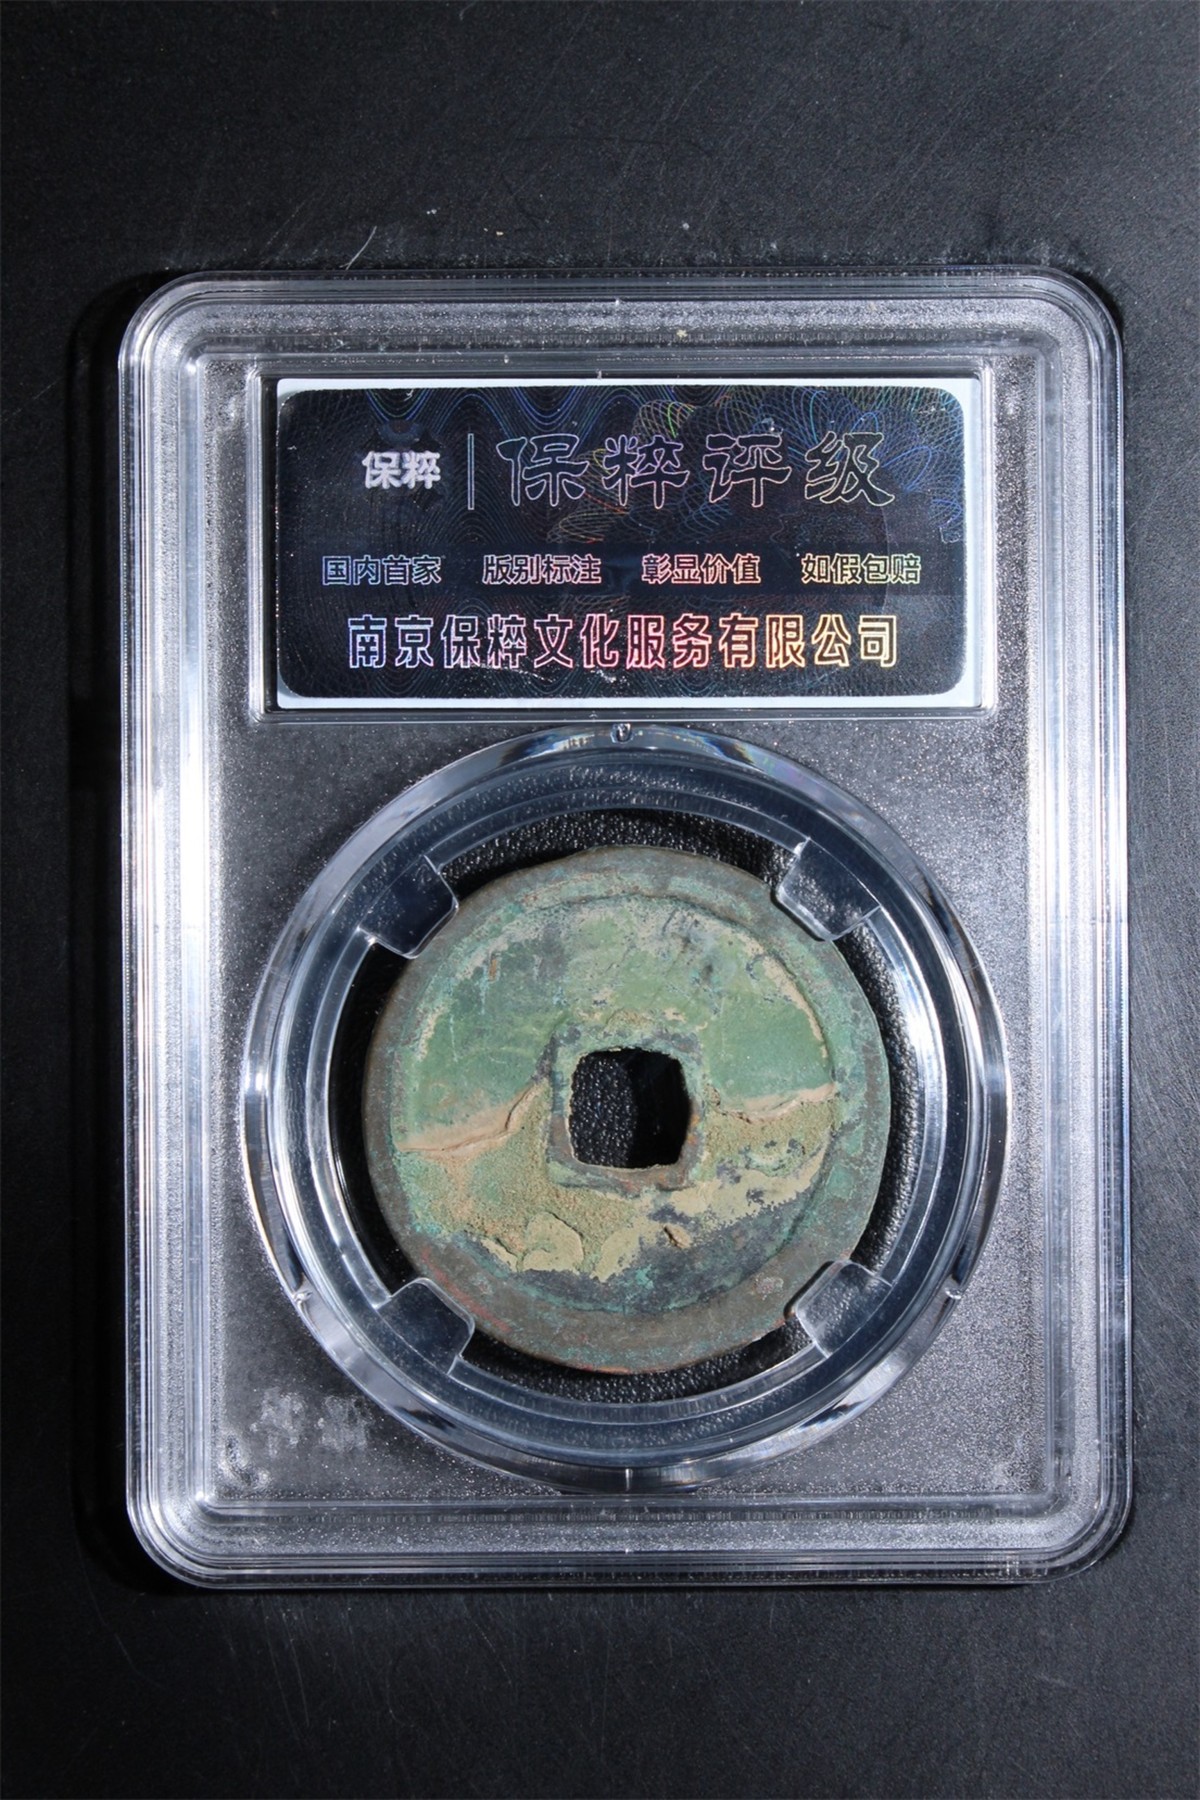 保粹 保粹评级
国内首家 版别标注 彰显价值 如假包赔
南京保粹文化服务有限公司